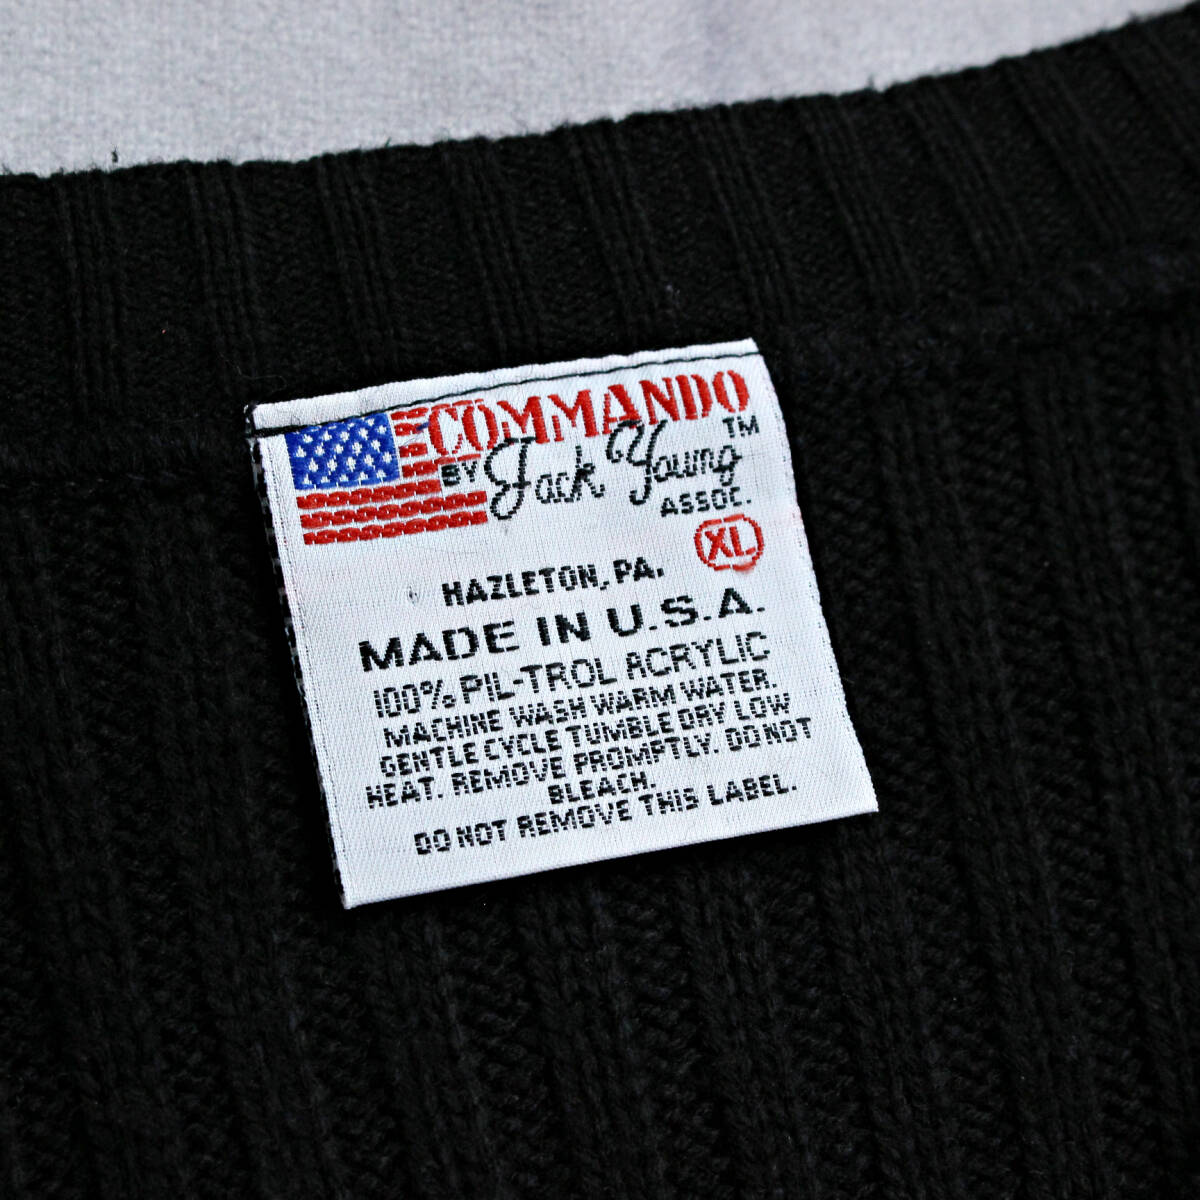 COMMANDO
BY Jack Young TM
ASSOC.
XL
HAZLETON, PA.
MADE IN U.S.A.
100% PIL-TROL ACRYLIC
MACHINE WASH WARM WATER.
GENTLE CYCLE TUMBLE DRY LOW
HEAT. REMOVE PROMPTLY. DO NOT
BLEACH.
DO NOT REMOVE THIS LABEL.